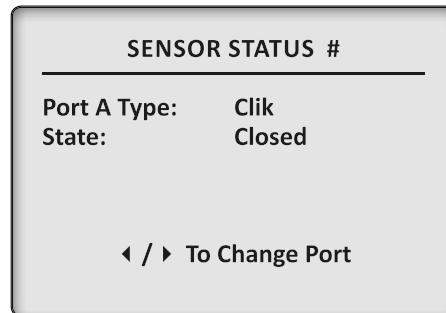 SENSOR STATUS #
Port A Type: Clik
State: Closed
◂ / ▸ To Change Port